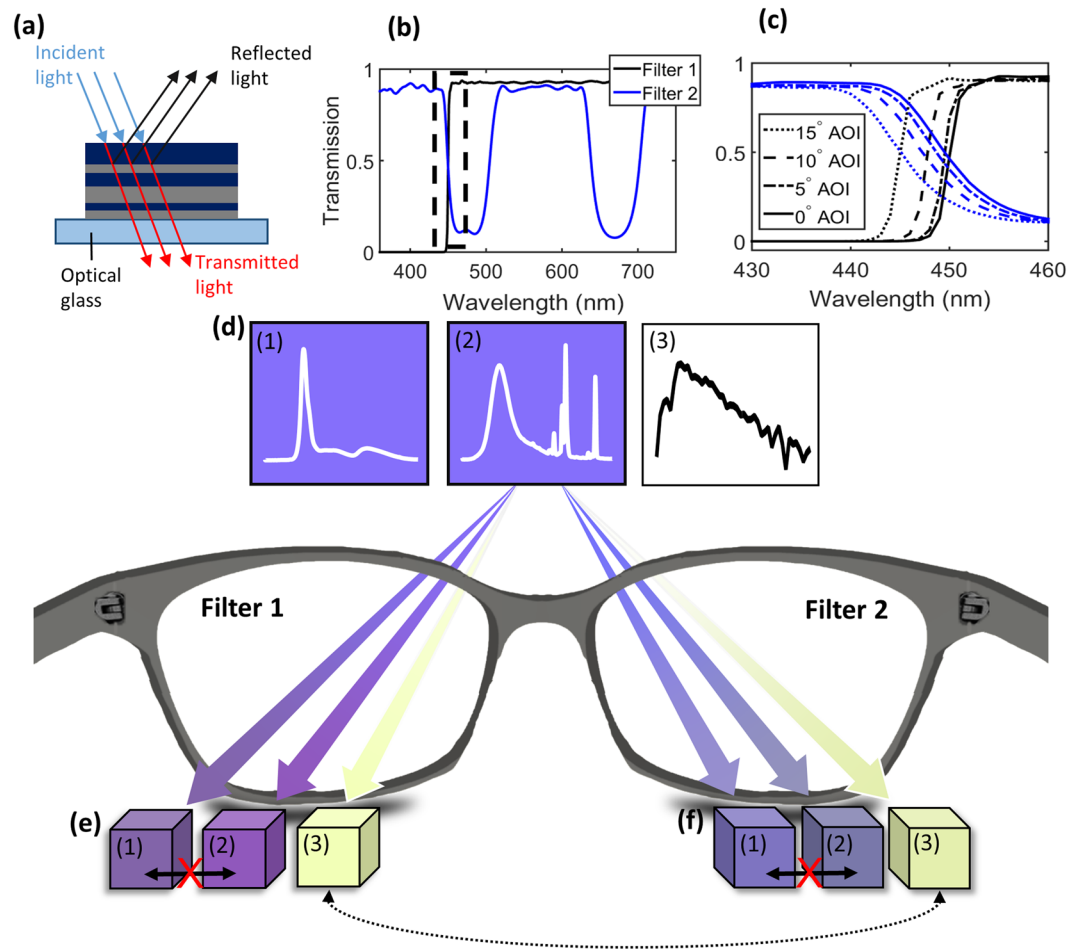 (a)
Incident
light
Reflected
light
Optical
glass
Transmitted
light
(b)
Transmission
1
0.5
0
400
500
600
700
Wavelength (nm)
Filter 1
Filter 2
(c)
1
0.5
0
15° AOI
10° AOI
5° AOI
0° AOI
430
440
450
460
Wavelength (nm)
(d)
(1)
(2)
(3)
Filter 1
Filter 2
(e)
(1)
(2)
(3)
(f)
(1)
(2)
(3)